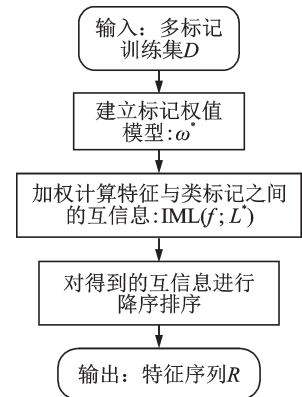 输入：多标记
训练集D
建立标记权值
模型:ω*
加权计算特征与类标记之间
的互信息:IML(f; L*)
对得到的互信息进行
降序排序
输出：特征序列R